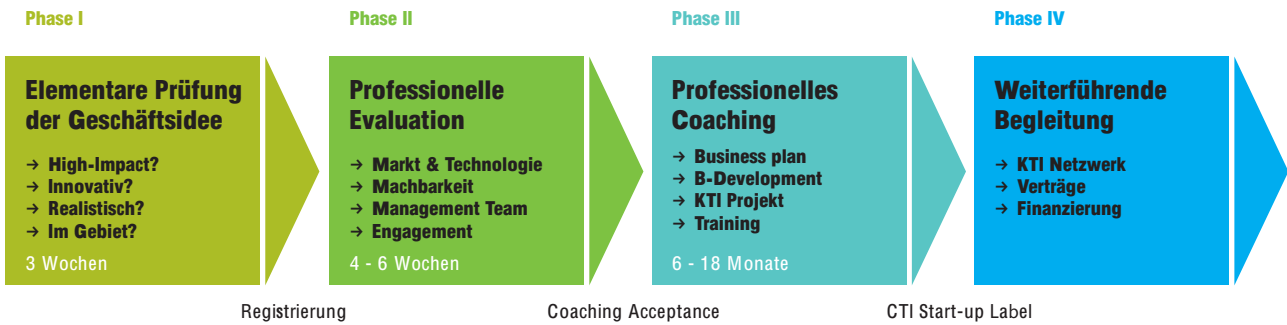 Phase I
Phase II
Phase III
Phase IV
Elementare Prüfung
der Geschäftsidee
→ High-Impact?
→ Innovativ?
→ Realistisch?
→ Im Gebiet?
3 Wochen
Professionelle
Evaluation
→ Markt & Technologie
→ Machbarkeit
→ Management Team
→ Engagement
4 - 6 Wochen
Professionelles
Coaching
→ Business plan
→ B-Development
→ KTI Projekt
→ Training
6 - 18 Monate
Weiterführende
Begleitung
→ KTI Netzwerk
→ Verträge
→ Finanzierung
Registrierung
Coaching Acceptance
CTI Start-up Label